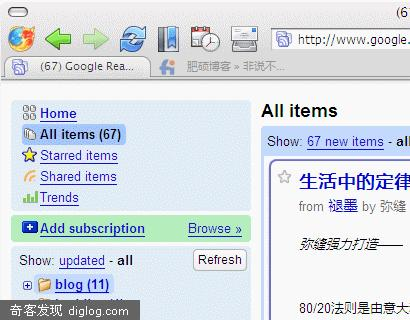 (6
http://www.google.
(67) Google Rea...
肥硕博客 » 非说不...
Home
All items (67)
Starred items
Shared items
Trends
Add subscription
Browse »
Show: updated - all
Refresh
blog (11)
All items
Show: 67 new items - all
生活中的定律
from 褪墨 by 弥缝
弥缝强力打造——
80/20法则是由意大
奇客发现 diglog.com